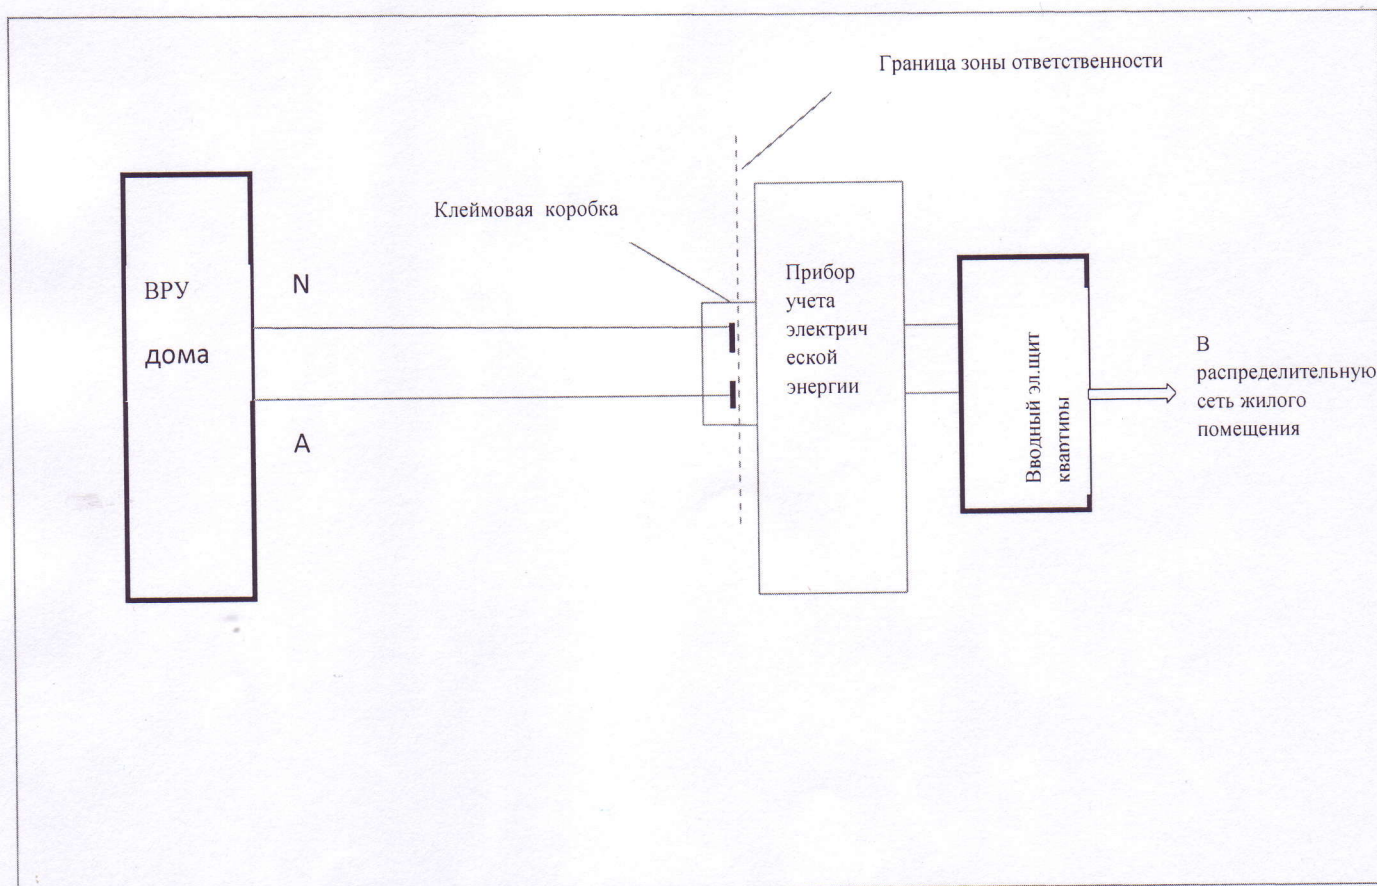 Граница зоны ответственности
Клеймовая коробка
ВРУ
дома
N
A
Прибор
учета
электрич
еской
энергии
Вводный эл.щит
квартиры
В
распределительную
сеть жилого
помещения